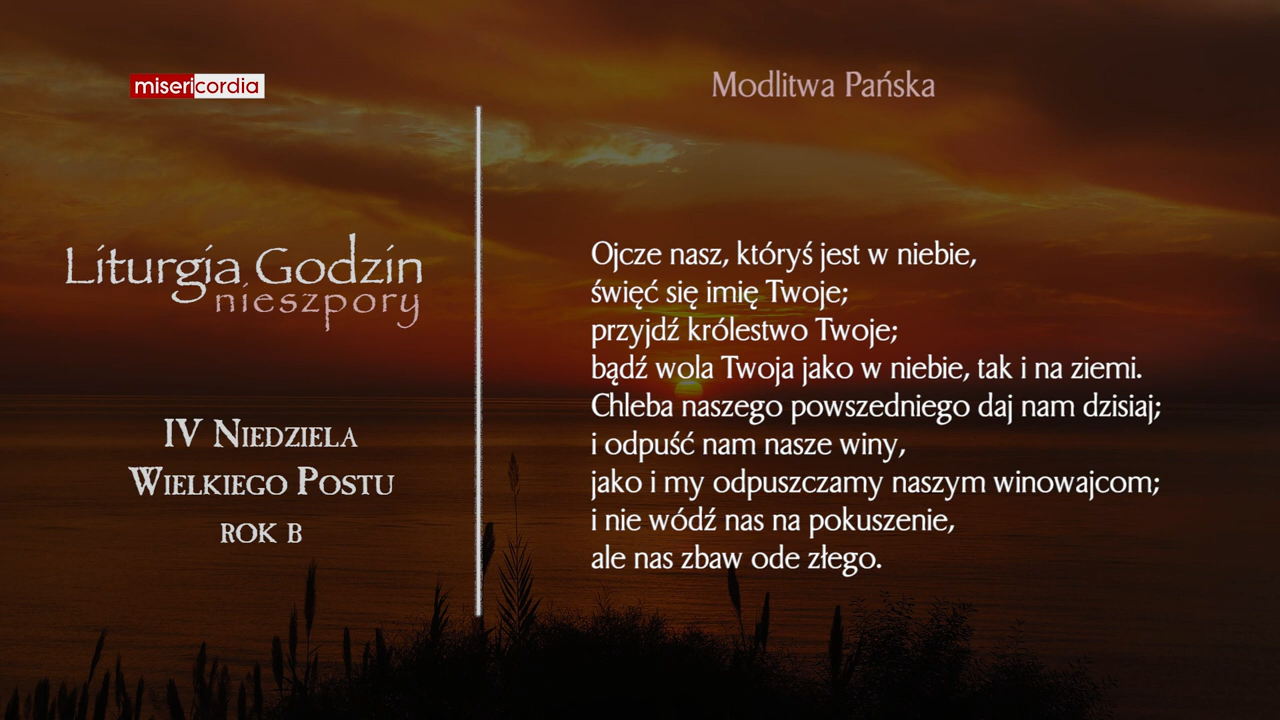 misericordia
Liturgia Godzin
nieszpory
IV Niedziela
Wielkiego Postu
rok B
Modlitwa Pańska
Ojcze nasz, któryś jest w niebie,
święć się imię Twoje;
przyjdź królestwo Twoje;
bądź wola Twoja jako w niebie, tak i na ziemi.
Chleba naszego powszedniego daj nam dzisiaj;
i odpuść nam nasze winy,
jako i my odpuszczamy naszym winowajcom;
i nie wódź nas na pokuszenie,
ale nas zbaw ode złego.